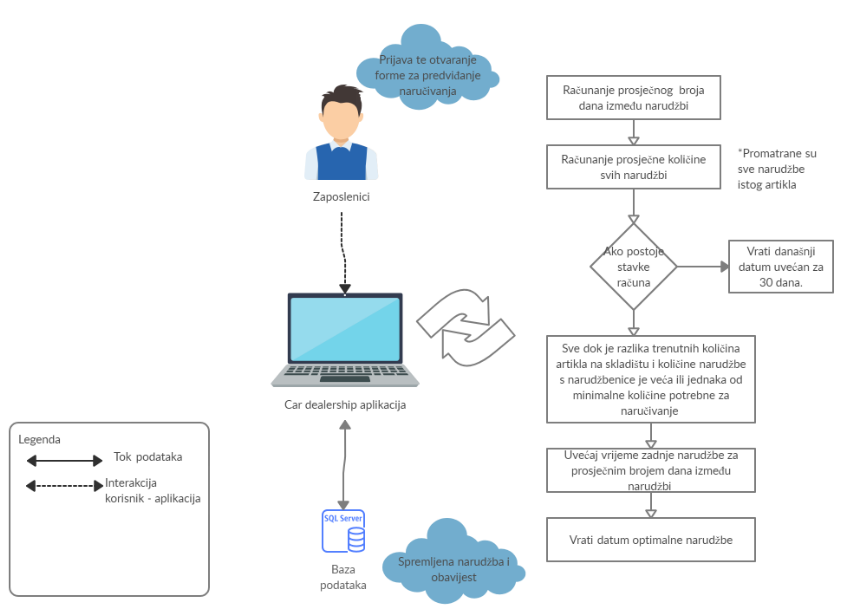 Prijava te otvaranje
forme za predviđanje
naručivanja
Zaposlenici
Car dealership aplikacija
SQL Server
Baza
podataka
Spremljena narudžba i
obavijest
Legenda
Tok podataka
Interakcija
korisnik - aplikacija
Računanje prosječnog broja
dana između narudžbi
Računanje prosječne količine
svih narudžbi
*Promatrane su
sve narudžbe
istog artikla
Ako postoje
stavke
računa
Vrati današnji
datum uvećan za
30 dana.
Sve dok je razlika trenutnih količina
artikla na skladištu i količine narudžbe
s narudžbenice je veća ili jednaka od
minimalne količine potrebne za
naručivanje
Uvećaj vrijeme zadnje narudžbe za
prosječnim brojem dana između
narudžbi
Vrati datum optimalne narudžbe